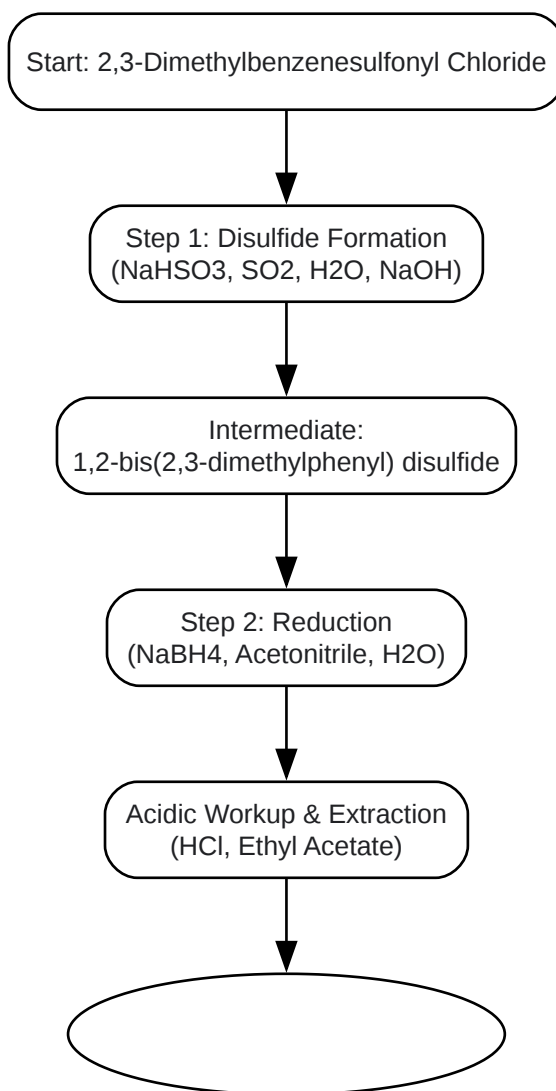 Start: 2,3-Dimethylbenzenesulfonyl Chloride
Step 1: Disulfide Formation
(NaHSO3, SO2, H2O, NaOH)
Intermediate:
1,2-bis(2,3-dimethylphenyl) disulfide
Step 2: Reduction
(NaBH4, Acetonitrile, H2O)
Acidic Workup & Extraction
(HCl, Ethyl Acetate)